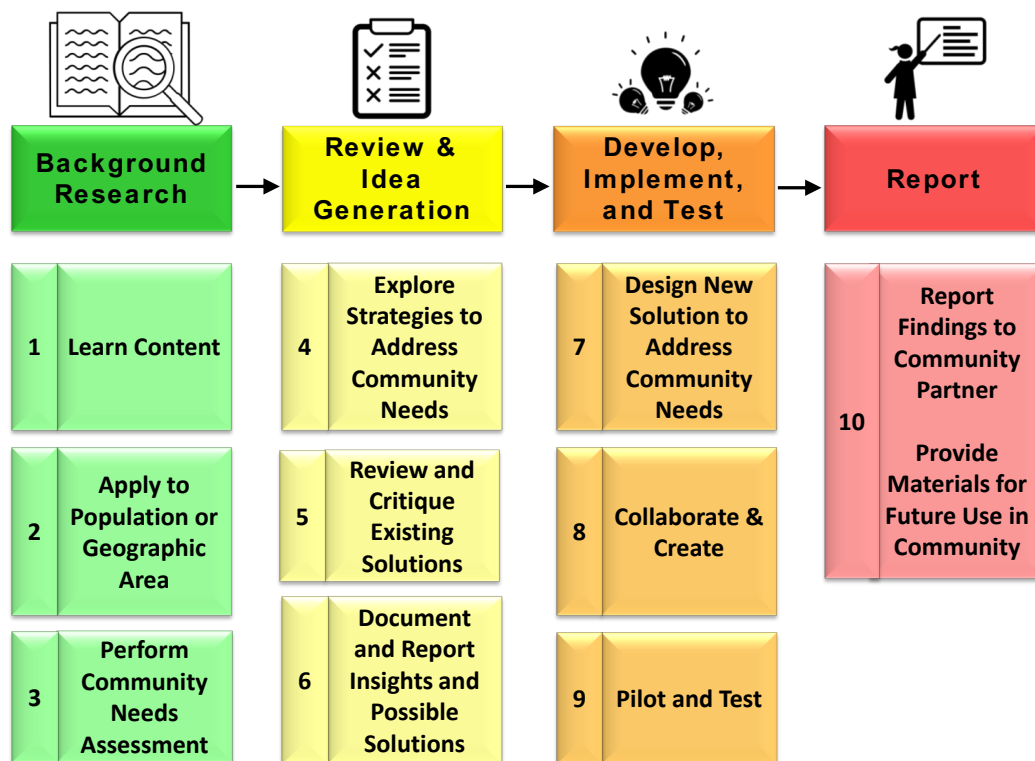 Background
Research
Review &
Idea
Generation
Develop,
Implement,
and Test
Report
1
Learn Content
2
Apply to
Population or
Geographic
Area
3
Perform
Community
Needs
Assessment
4
Explore
Strategies to
Address
Community
Needs
5
Review and
Critique
Existing
Solutions
6
Document
and Report
Insights and
Possible
Solutions
7
Design New
Solution to
Address
Community
Needs
8
Collaborate &
Create
9
Pilot and Test
10
Report
Findings to
Community
Partner
Provide
Materials for
Future Use in
Community